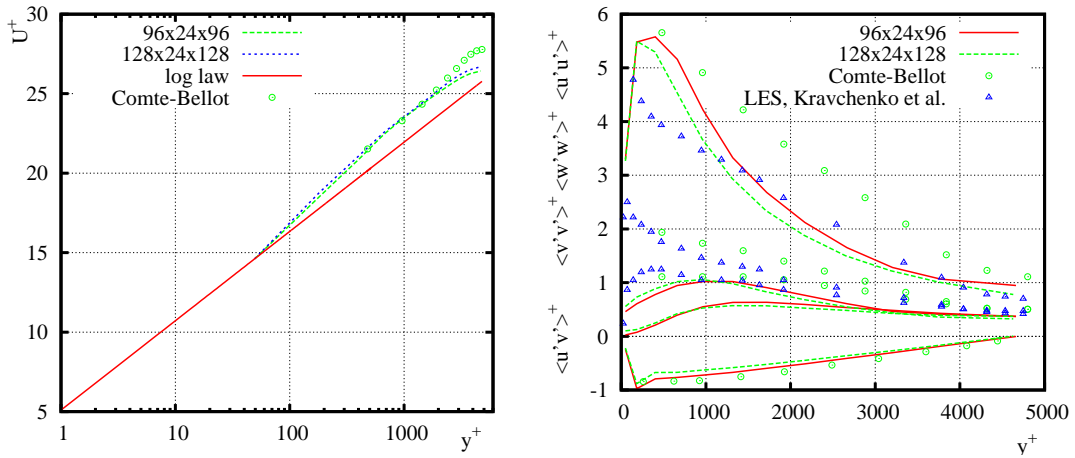 U+
30
25
20
15
10
5
1
10
100
1000
y+
96x24x96
128x24x128
log law
Comte-Bellot
<u'v'>+ <v'v'>+ <w'w'>+ <u'u'>+
6
5
4
3
2
1
0
-1
0
1000
2000
3000
4000
5000
y+
96x24x96
128x24x128
Comte-Bellot
LES, Kravchenko et al.